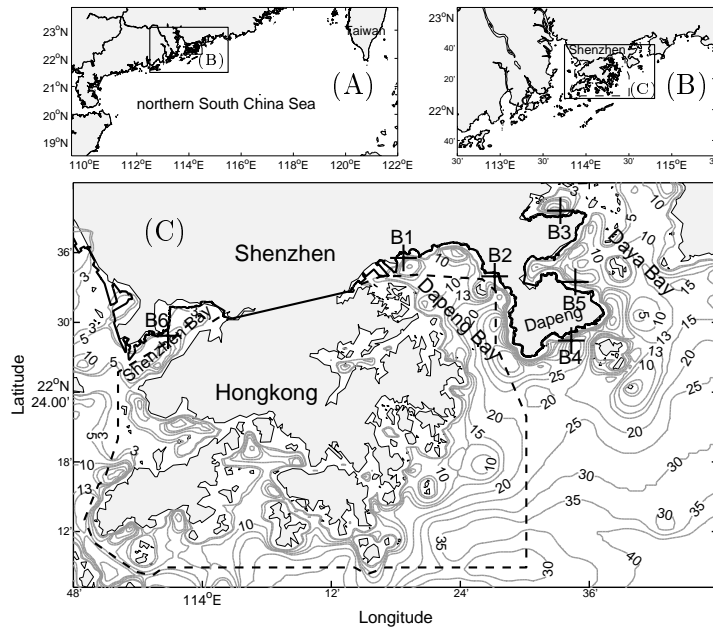 23°N
22°N
21°N
20°N
19°N
110°E
112°E
114°E
116°E
118°E
120°E
122°E
Taiwan
(B)
(A)
northern South China Sea
23°N
40'
20'
22°N
40'
30'
113°E
30'
114°E
30'
115°E
30'
Shenzhen
(C)
(B)
(C)
Shenzhen
Hongkong
B1
B2
B3
B4
B5
B6
Dapeng
Dapeng Bay
Daya Bay
Shenzhen Bay
36'
30'
22°N
24.00'
18'
12'
Latitude
48'
114°E
12'
24'
36'
Longitude
3
5
10
13
15
20
25
30
35
40